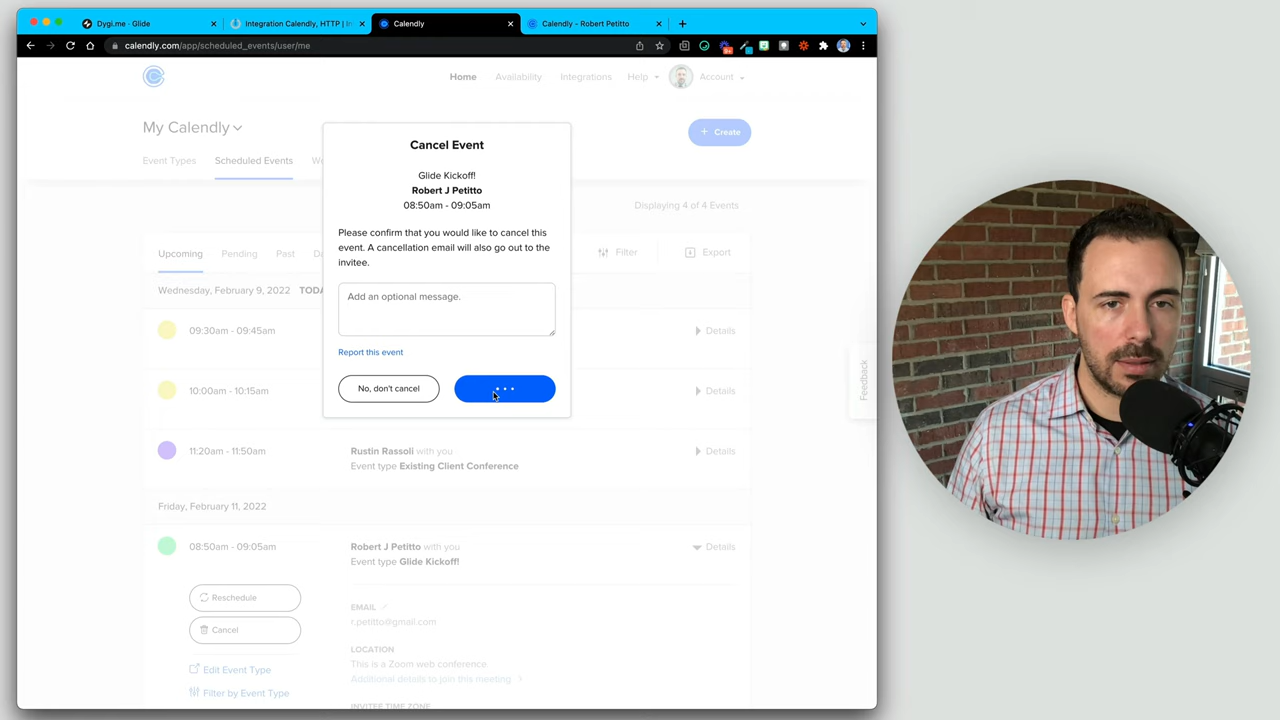 Dygi.me - Glide
Integration Calendly, HTTP | In
Calendly
Calendly - Robert Petitto
calendly.com/app/scheduled_events/user/me
Home
Availability
Integrations
Help
Account
My Calendly
+ Create
Event Types
Scheduled Events
Displaying 4 of 4 Events
Upcoming
Pending
Past
Filter
Export
Wednesday, February 9, 2022
09:30am - 09:45am
Details
10:00am - 10:15am
Details
11:20am - 11:50am
Rustin Rassoli with you
Event type Existing Client Conference
Details
Friday, February 11, 2022
08:50am - 09:05am
Robert J Petitto with you
Event type Glide Kickoff!
Details
Reschedule
Cancel
Edit Event Type
Filter by Event Type
EMAIL
r.petitto@gmail.com
LOCATION
This is a Zoom web conference.
Additional details to join this meeting
INVITEE TIME ZONE
Cancel Event
Glide Kickoff!
Robert J Petitto
08:50am - 09:05am
Please confirm that you would like to cancel this
event. A cancellation email will also go out to the
invitee.
Add an optional message.
Report this event
No, don't cancel
Feedback